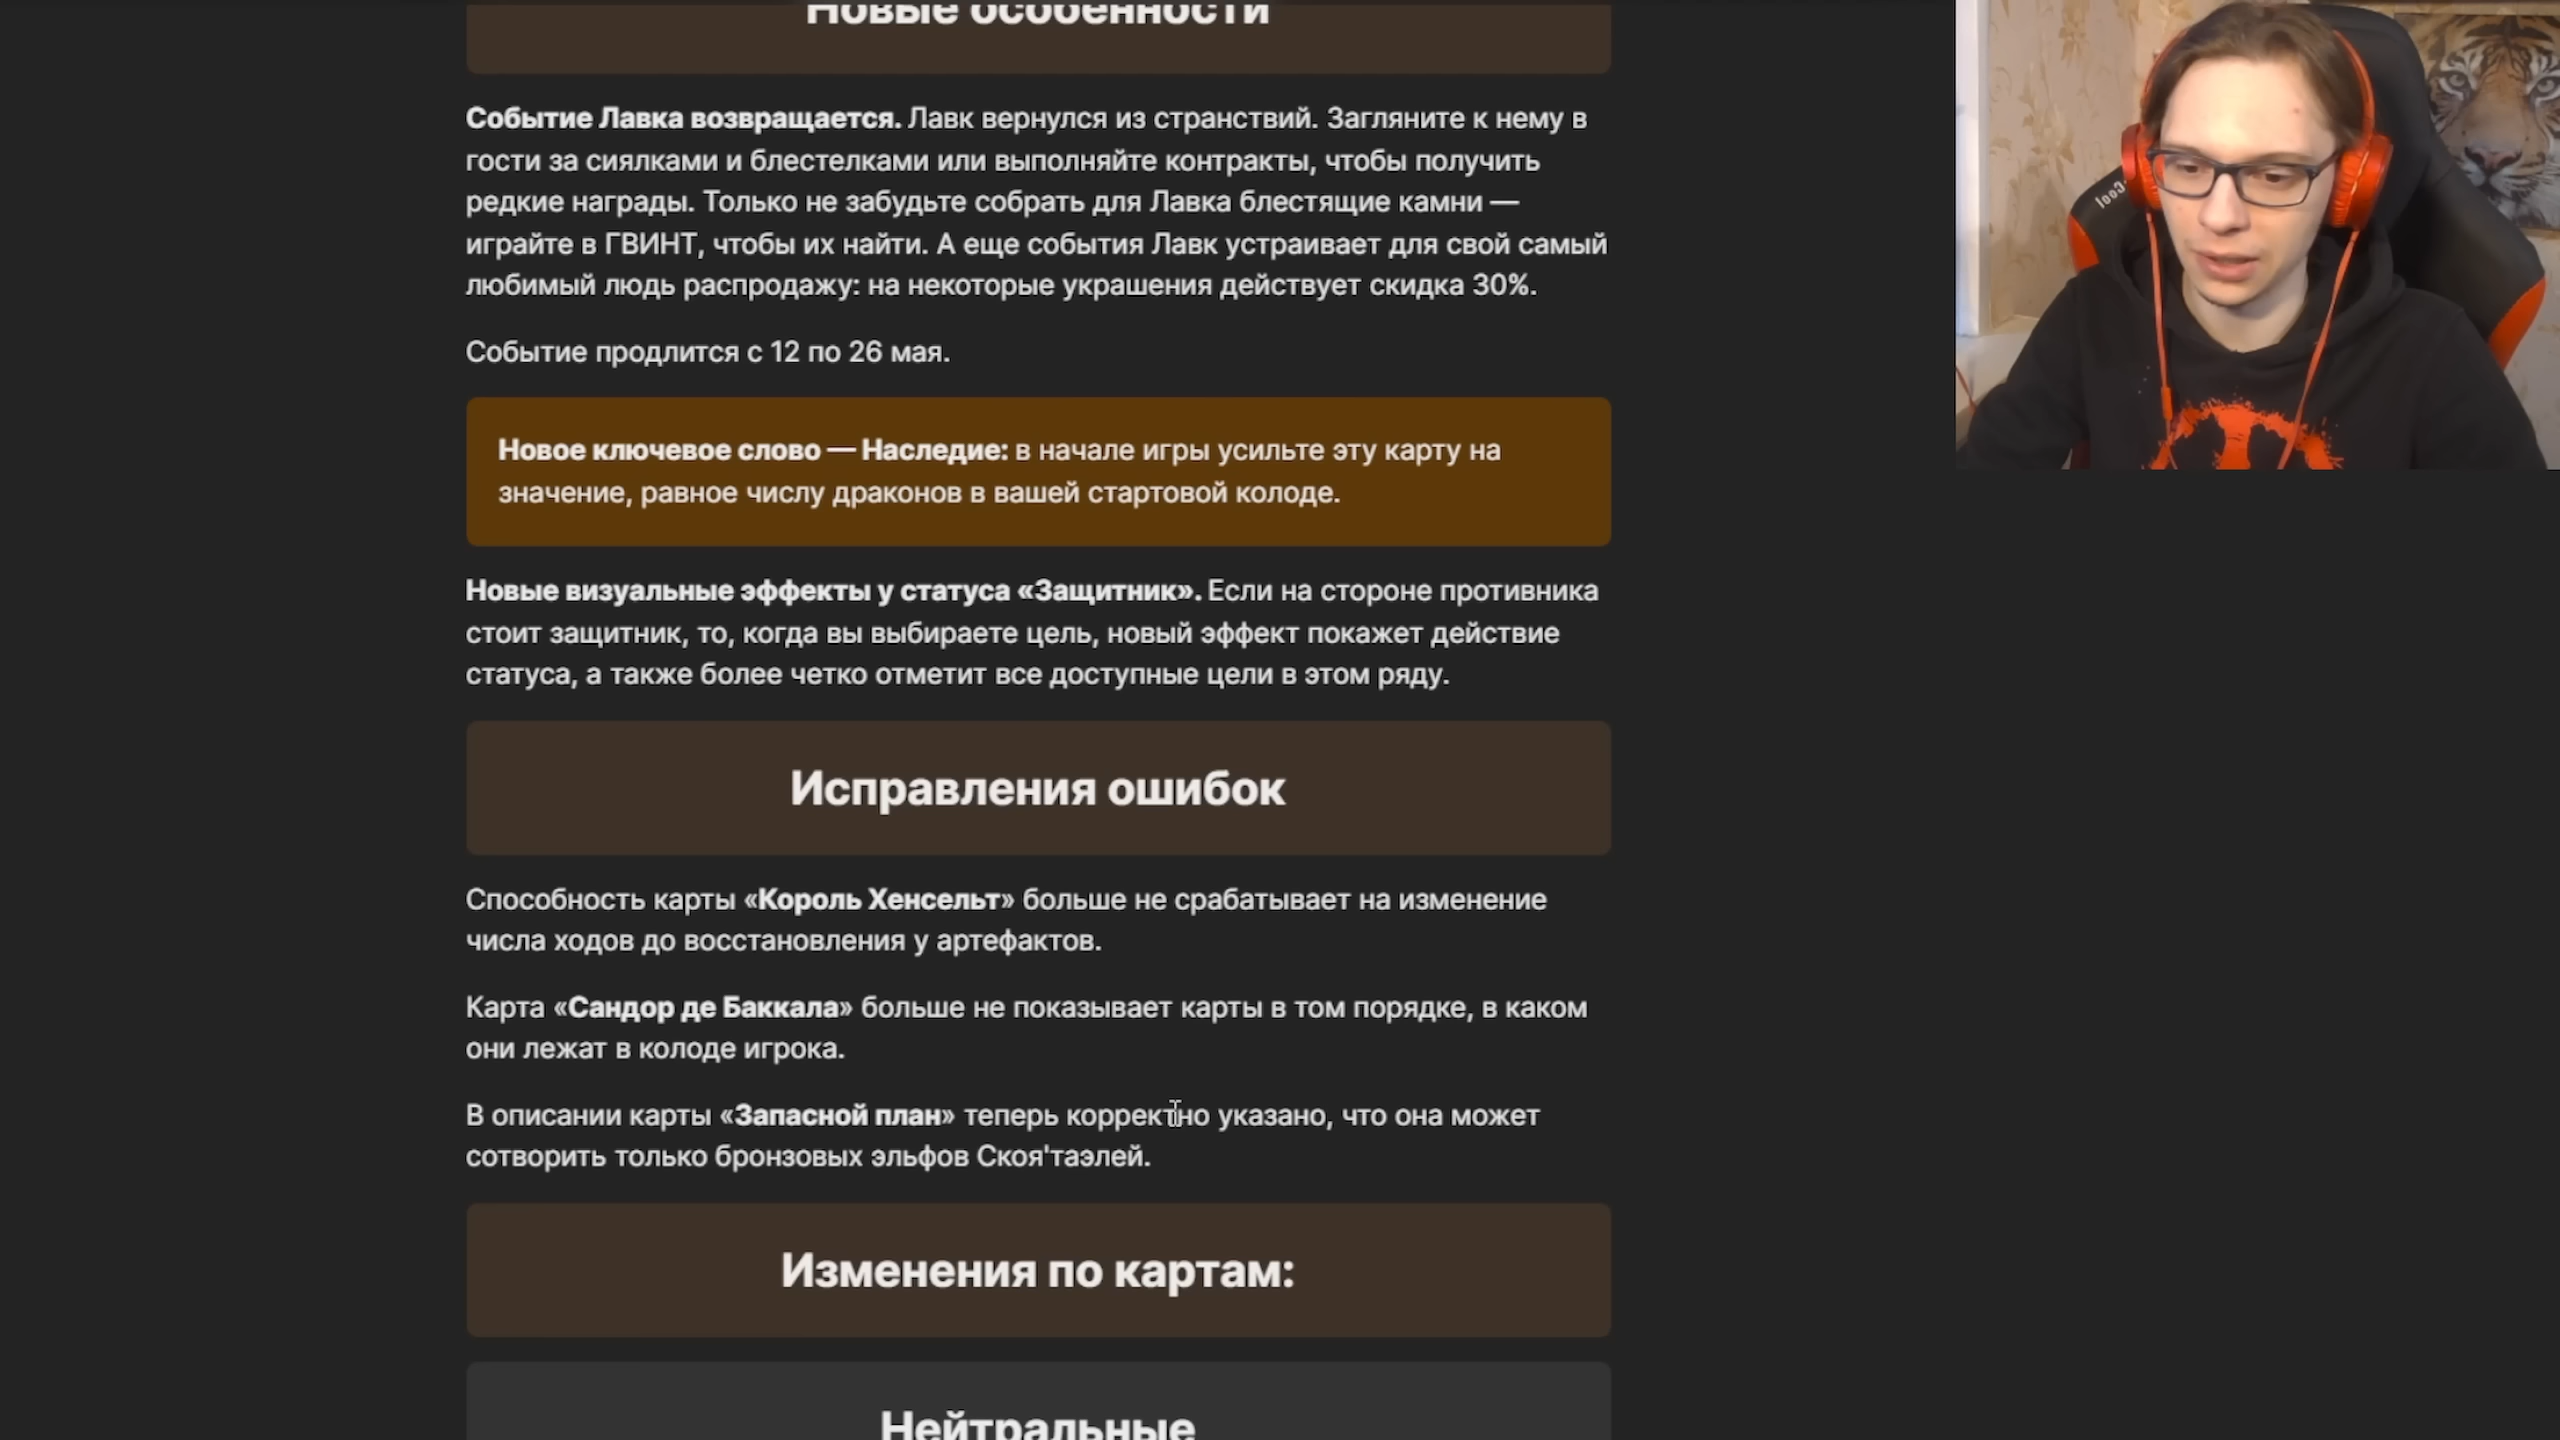 Новые особенности
Событие Лавка возвращается. Лавк вернулся из странствий. Загляните к нему в
гости за сиялками и блестелками или выполняйте контракты, чтобы получить
редкие награды. Только не забудьте собрать для Лавка блестящие камни —
играйте в ГВИНТ, чтобы их найти. А еще события Лавк устраивает для свой самый
любимый людь распродажу: на некоторые украшения действует скидка 30%.
Событие продлится с 12 по 26 мая.
Новое ключевое слово — Наследие: в начале игры усильте эту карту на
значение, равное числу драконов в вашей стартовой колоде.
Новые визуальные эффекты у статуса «Защитник». Если на стороне противника
стоит защитник, то, когда вы выбираете цель, новый эффект покажет действие
статуса, а также более четко отметит все доступные цели в этом ряду.
Исправления ошибок
Способность карты «Король Хенсельт» больше не срабатывает на изменение
числа ходов до восстановления у артефактов.
Карта «Сандор де Баккала» больше не показывает карты в том порядке, в каком
они лежат в колоде игрока.
В описании карты «Запасной план» теперь корректно указано, что она может
сотворить только бронзовых эльфов Скоя'таэлей.
Изменения по картам:
Нейтральные